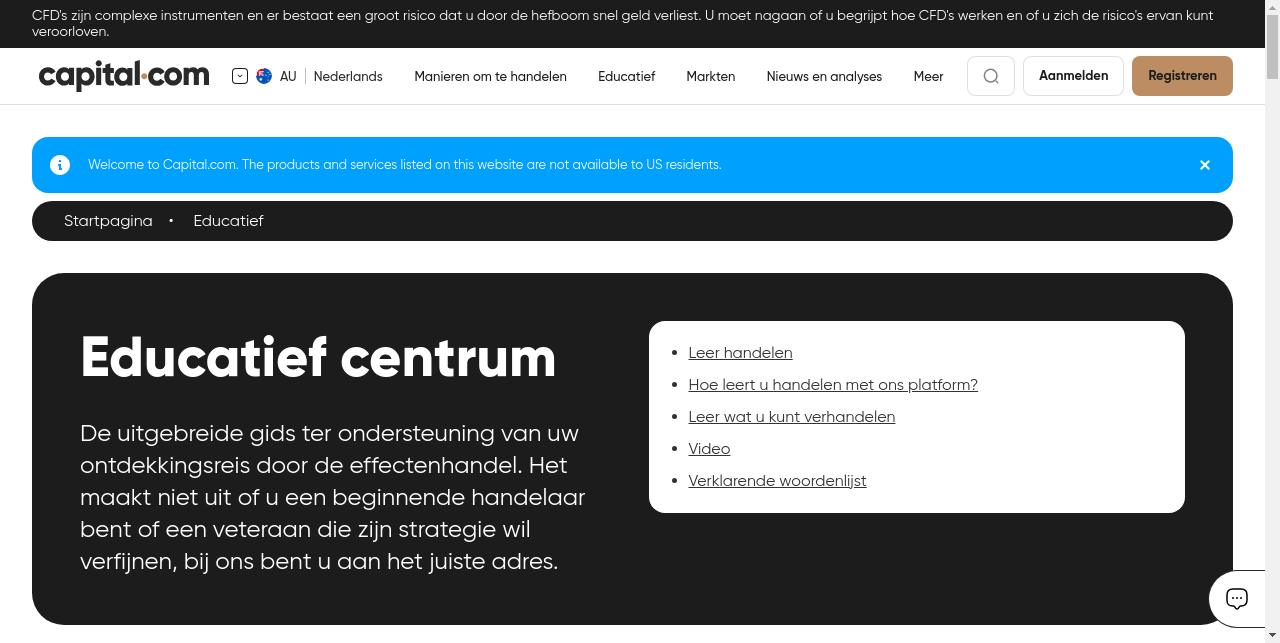 CFD's zijn complexe instrumenten en er bestaat een groot risico dat u door de hefboom snel geld verliest. U moet nagaan of u begrijpt hoe CFD's werken en of u zich de risico's ervan kunt
veroorloven.
capital.com
AU
Nederlands
Manieren om te handelen
Educatief
Markten
Nieuws en analyses
Meer
Aanmelden
Registreren
Welcome to Capital.com. The products and services listed on this website are not available to US residents.
Startpagina • Educatief
Educatief centrum
De uitgebreide gids ter ondersteuning van uw
ontdekkingsreis door de effectenhandel. Het
maakt niet uit of u een beginnende handelaar
bent of een veteraan die zijn strategie wil
verfijnen, bij ons bent u aan het juiste adres.
• Leer handelen
• Hoe leert u handelen met ons platform?
• Leer wat u kunt verhandelen
• Video
• Verklarende woordenlijst